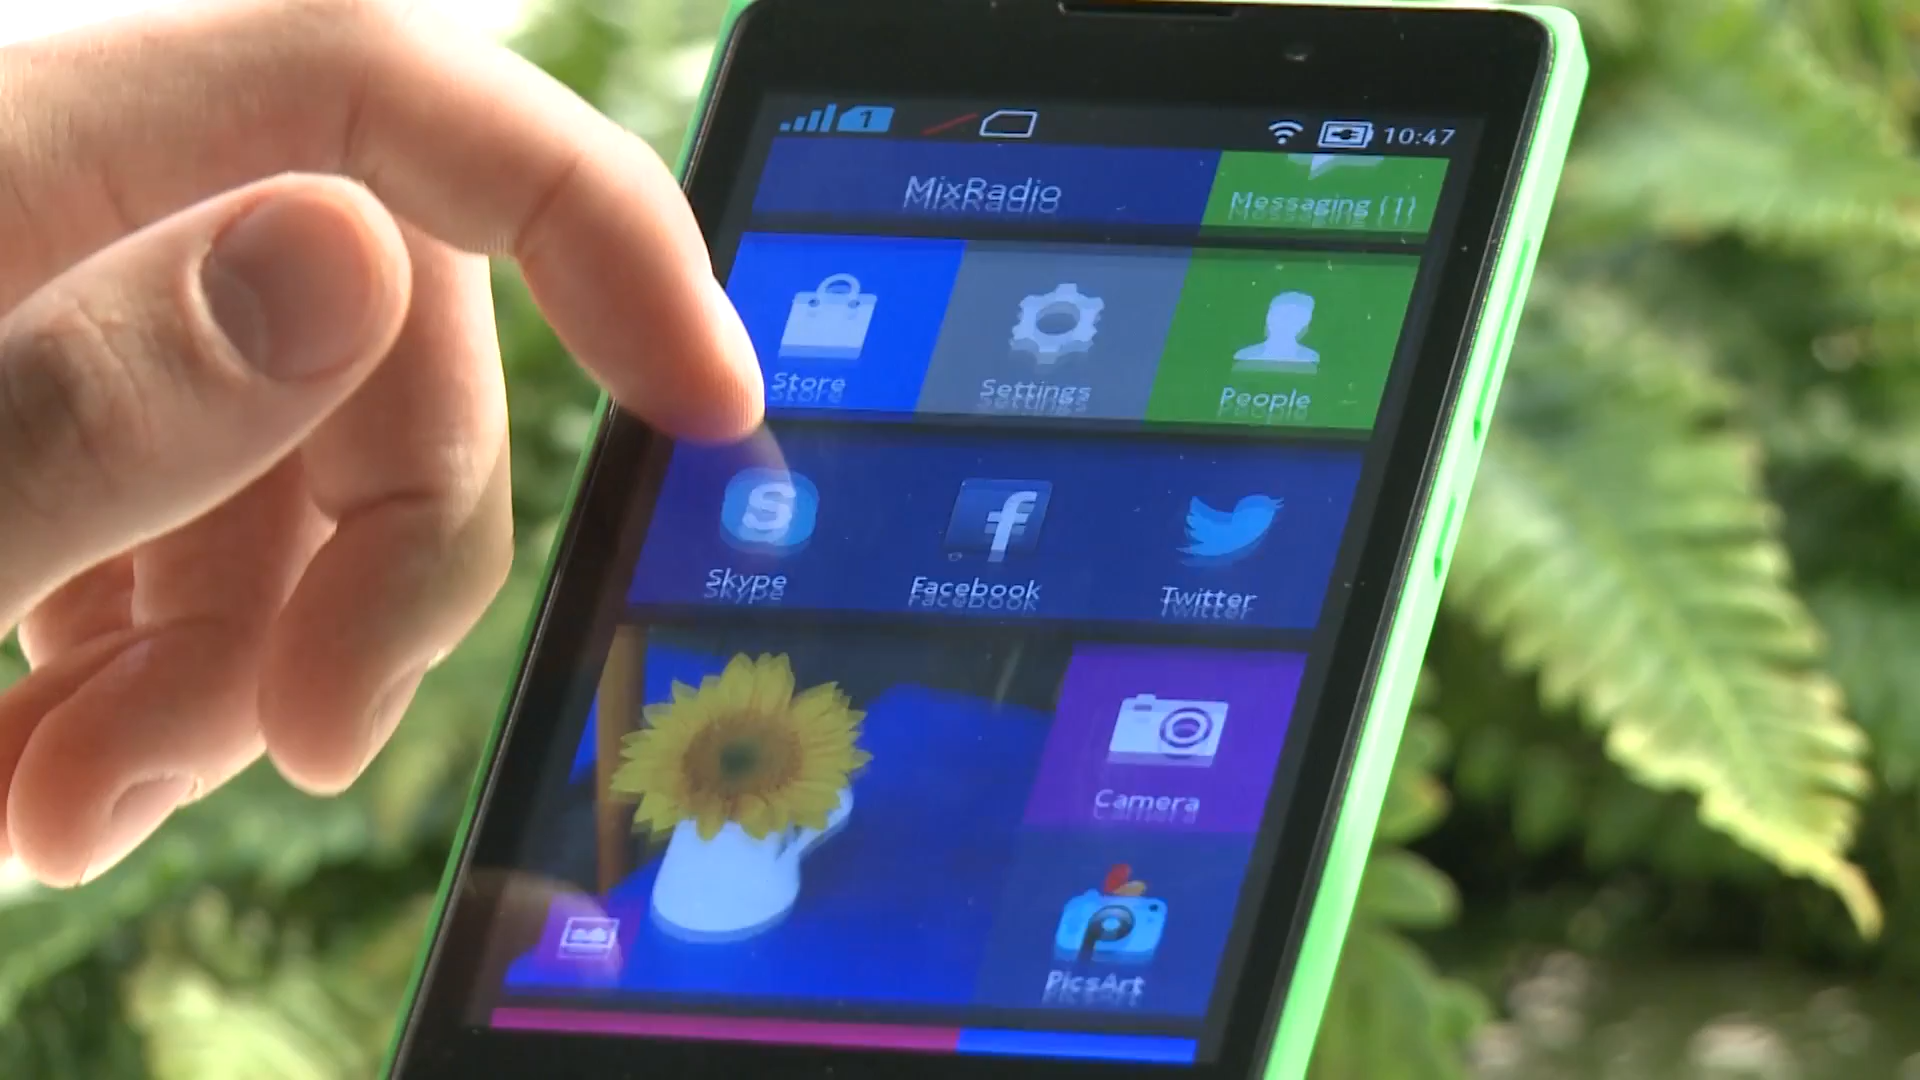 1 10:47
MixRadio
Messaging (1)
Store
Settings
People
Skype
Facebook
Twitter
Camera
PicsArt